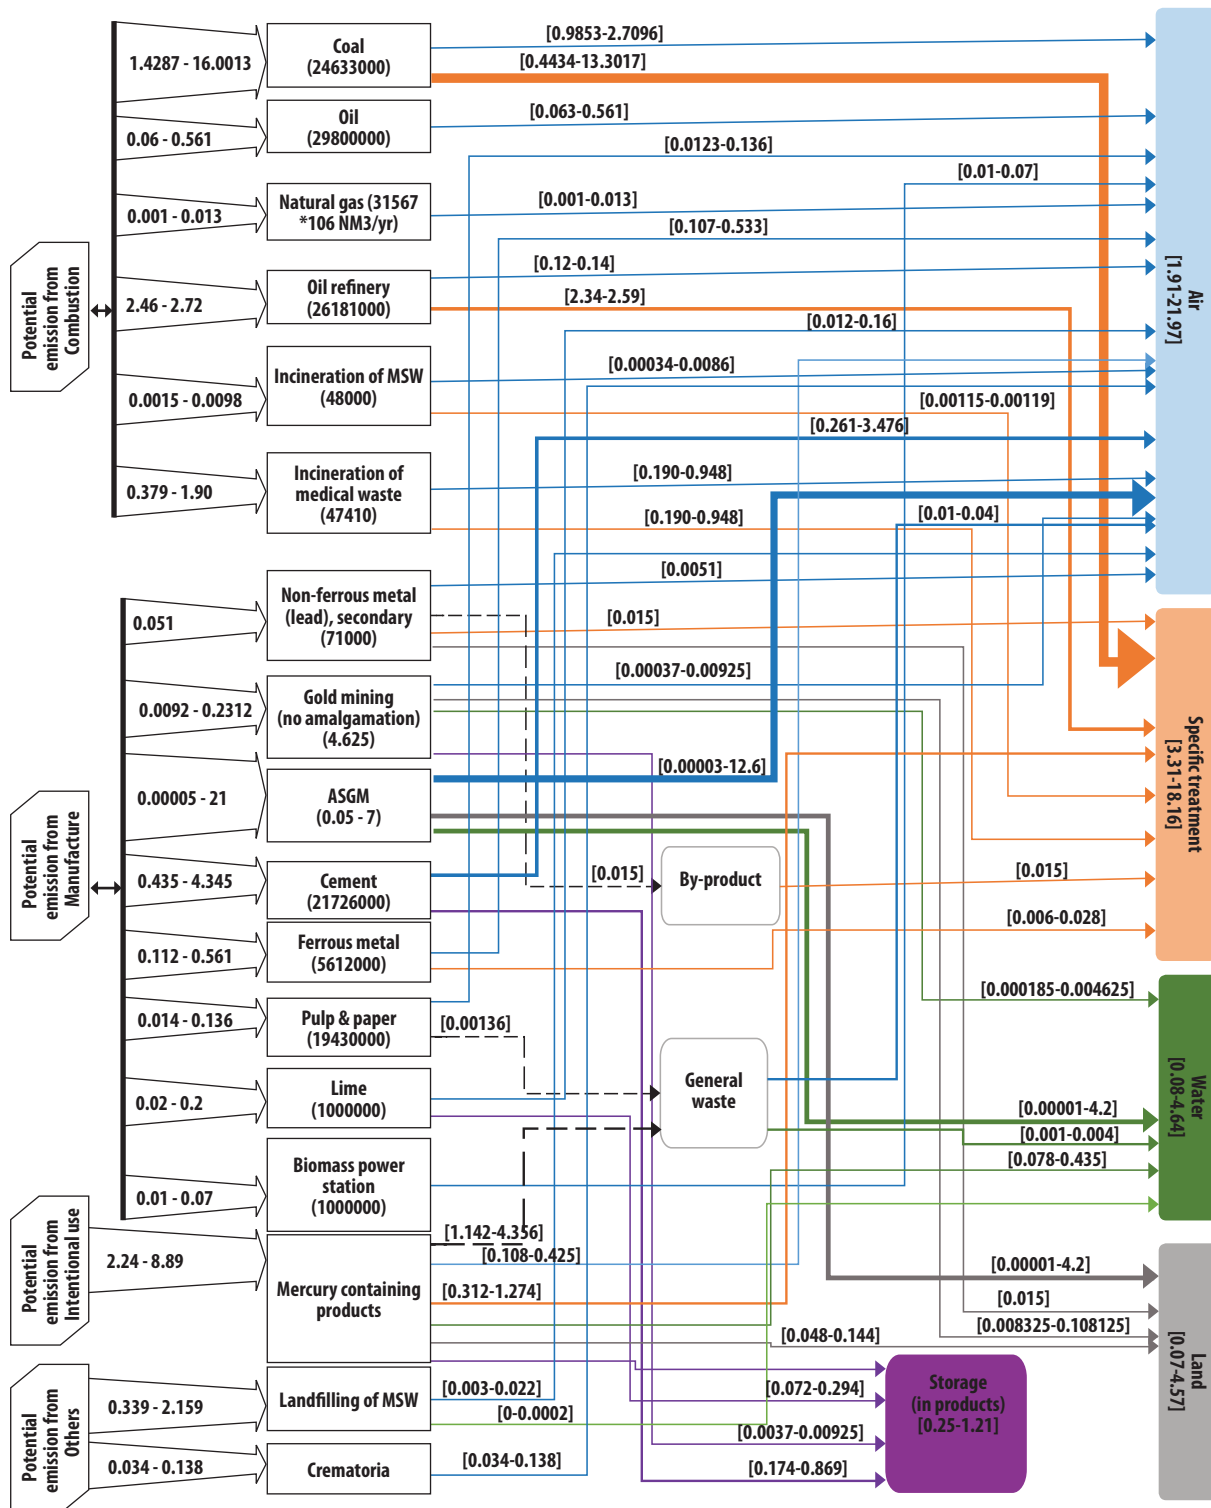 Potential
emission from
Combustion
1.4287 - 16.0013
Coal
(24633000)
[0.9853-2.7096]
[0.4434-13.3017]
0.06 - 0.561
Oil
(29800000)
[0.063-0.561]
[0.0123-0.136]
[0.01-0.07]
0.001 - 0.013
Natural gas (31567
*106 NM3/yr)
[0.001-0.013]
[0.107-0.533]
2.46 - 2.72
Oil refinery
(26181000)
[0.12-0.14]
[2.34-2.59]
[0.012-0.16]
0.0015 - 0.0098
Incineration of MSW
(48000)
[0.00034-0.0086]
[0.00115-0.00119]
[0.261-3.476]
0.379 - 1.90
Incineration of
medical waste
(47410)
[0.190-0.948]
[0.190-0.948]
[0.01-0.04]
Air
[1.91-21.97]
Potential
emission from
Manufacture
0.051
Non-ferrous metal
(lead), secondary
(71000)
[0.0051]
[0.015]
0.0092 - 0.2312
Gold mining
(no amalgamation)
(4.625)
[0.00037-0.00925]
0.00005 - 21
ASGM
(0.05 - 7)
[0.00003-12.6]
0.435 - 4.345
Cement
(21726000)
[0.015]
By-product
[0.015]
0.112 - 0.561
Ferrous metal
(5612000)
[0.006-0.028]
Specific treatment
[3.31-18.16]
0.014 - 0.136
Pulp & paper
(19430000)
[0.00136]
[0.000185-0.004625]
0.02 - 0.2
Lime
(1000000)
General
waste
[0.00001-4.2]
[0.001-0.004]
[0.078-0.435]
Water
[0.08-4.64]
0.01 - 0.07
Biomass power
station
(1000000)
Potential
emission from
Intentional use
2.24 - 8.89
Mercury containing
products
[1.142-4.356]
[0.108-0.425]
[0.312-1.274]
[0.00001-4.2]
[0.015]
[0.008325-0.108125]
[0.048-0.144]
Land
[0.07-4.57]
Potential
emission from
Others
0.339 - 2.159
Landfilling of MSW
[0.003-0.022]
[0-0.0002]
[0.072-0.294]
[0.0037-0.00925]
[0.174-0.869]
Storage
(in products)
[0.25-1.21]
0.034 - 0.138
Crematoria
[0.034-0.138]